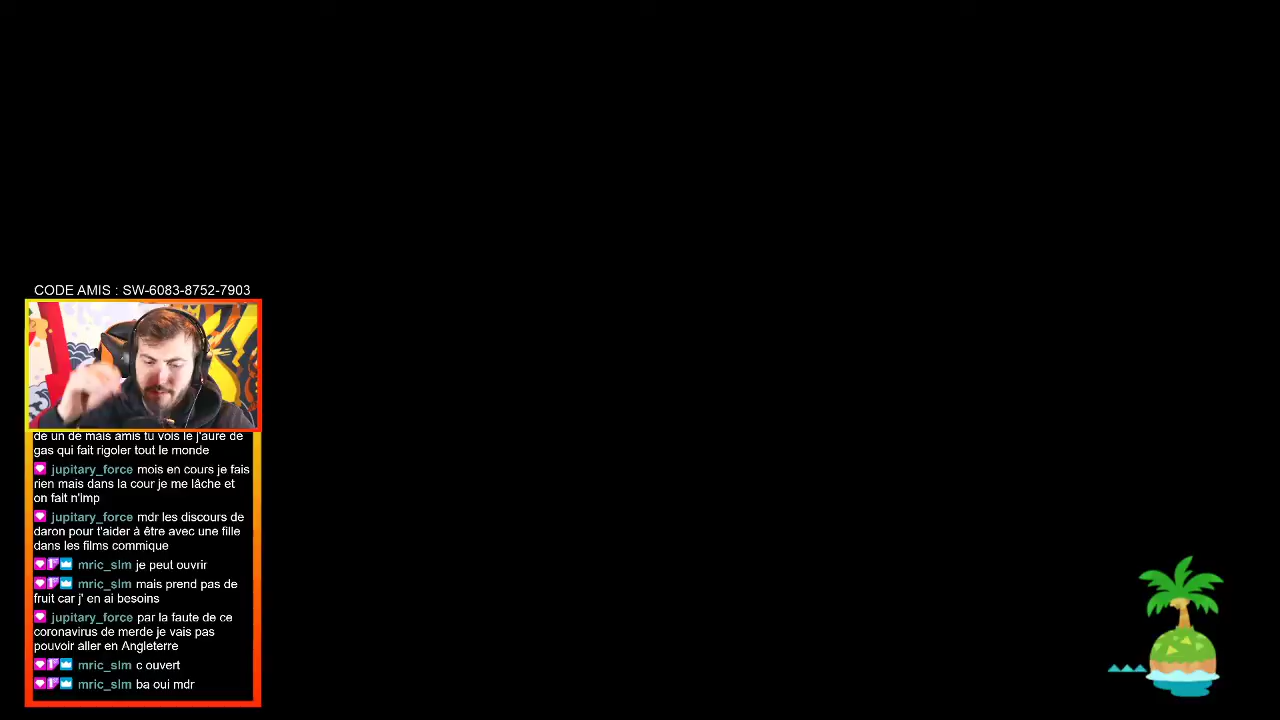 CODE AMIS : SW-6083-8752-7903
de un de mais amis tu vois le j'aure de
gas qui fait rigoler tout le monde
jupitary_force mois en cours je fais
rien mais dans la cour je me lâche et
on fait n'imp
jupitary_force mdr les discours de
daron pour t'aider à être avec une fille
dans les films commique
mric_slm je peut ouvrir
mric_slm mais prend pas de
fruit car j' en ai besoins
jupitary_force par la faute de ce
coronavirus de merde je vais pas
pouvoir aller en Angleterre
mric_slm c ouvert
mric_slm ba oui mdr